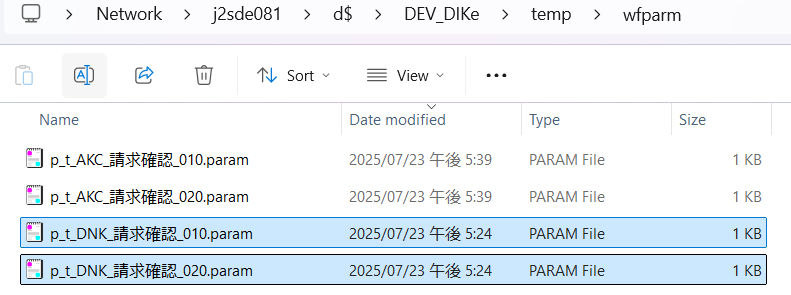 Network > j2sde081 > d$ > DEV_DIKe > temp > wfparm
Sort View
Name Date modified Type Size
p_t_AKC_請求確認_010.param 2025/07/23 午後 5:39 PARAM File 1 KB
p_t_AKC_請求確認_020.param 2025/07/23 午後 5:39 PARAM File 1 KB
p_t_DNK_請求確認_010.param 2025/07/23 午後 5:24 PARAM File 1 KB
p_t_DNK_請求確認_020.param 2025/07/23 午後 5:24 PARAM File 1 KB